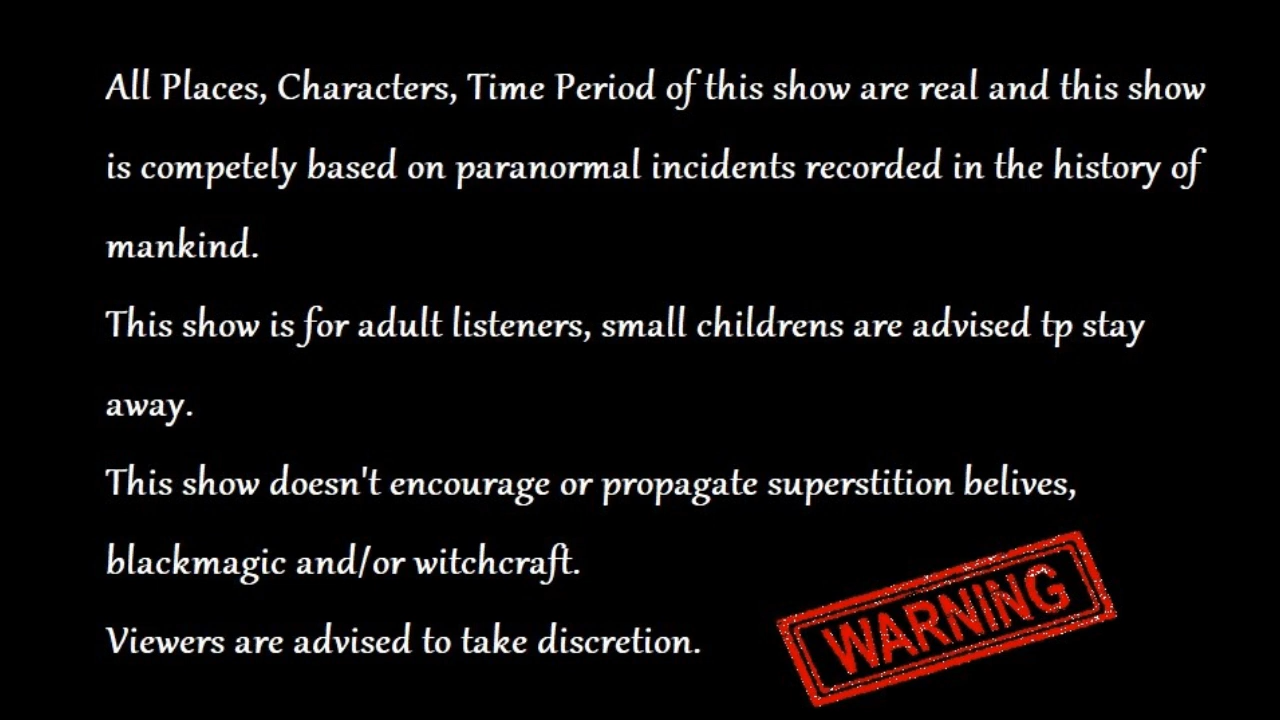 All Places, Characters, Time Period of this show are real and this show
is competely based on paranormal incidents recorded in the history of
mankind.
This show is for adult listeners, small childrens are advised tp stay
away.
This show doesn't encourage or propagate superstition belives,
blackmagic and/or witchcraft.
Viewers are advised to take discretion.
WARNING